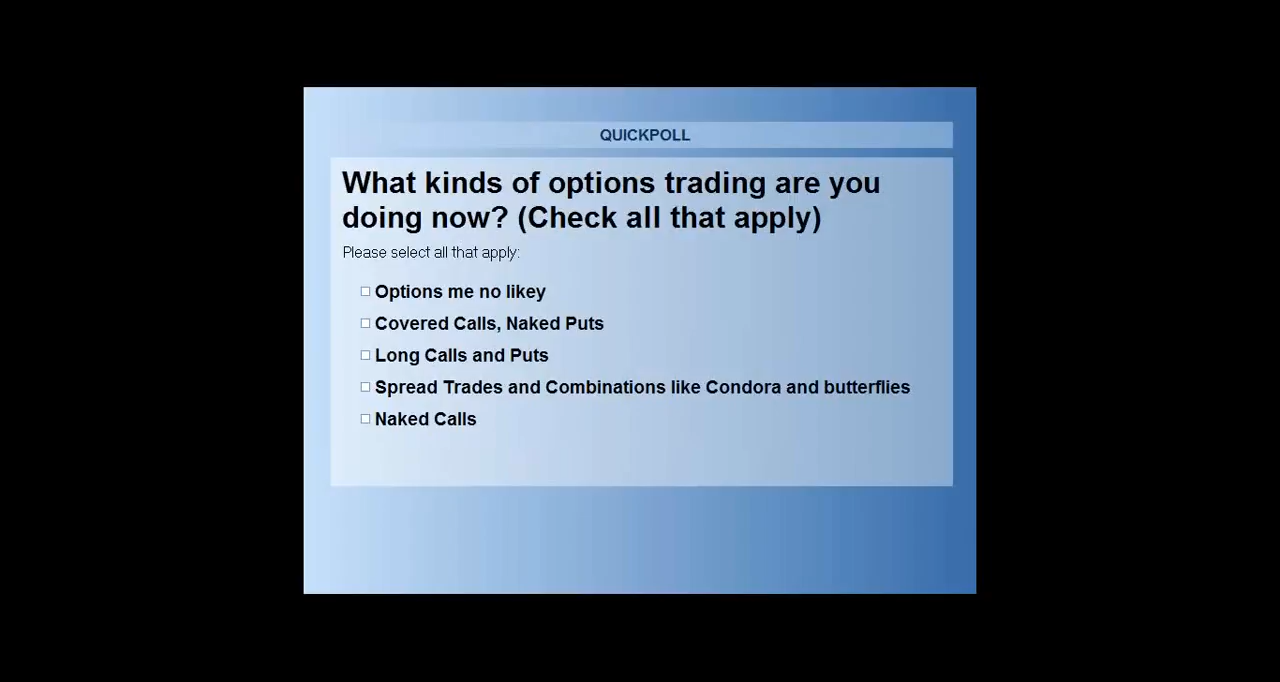 QUICKPOLL
What kinds of options trading are you
doing now? (Check all that apply)
Please select all that apply:
Options me no likey
Covered Calls, Naked Puts
Long Calls and Puts
Spread Trades and Combinations like Condora and butterflies
Naked Calls